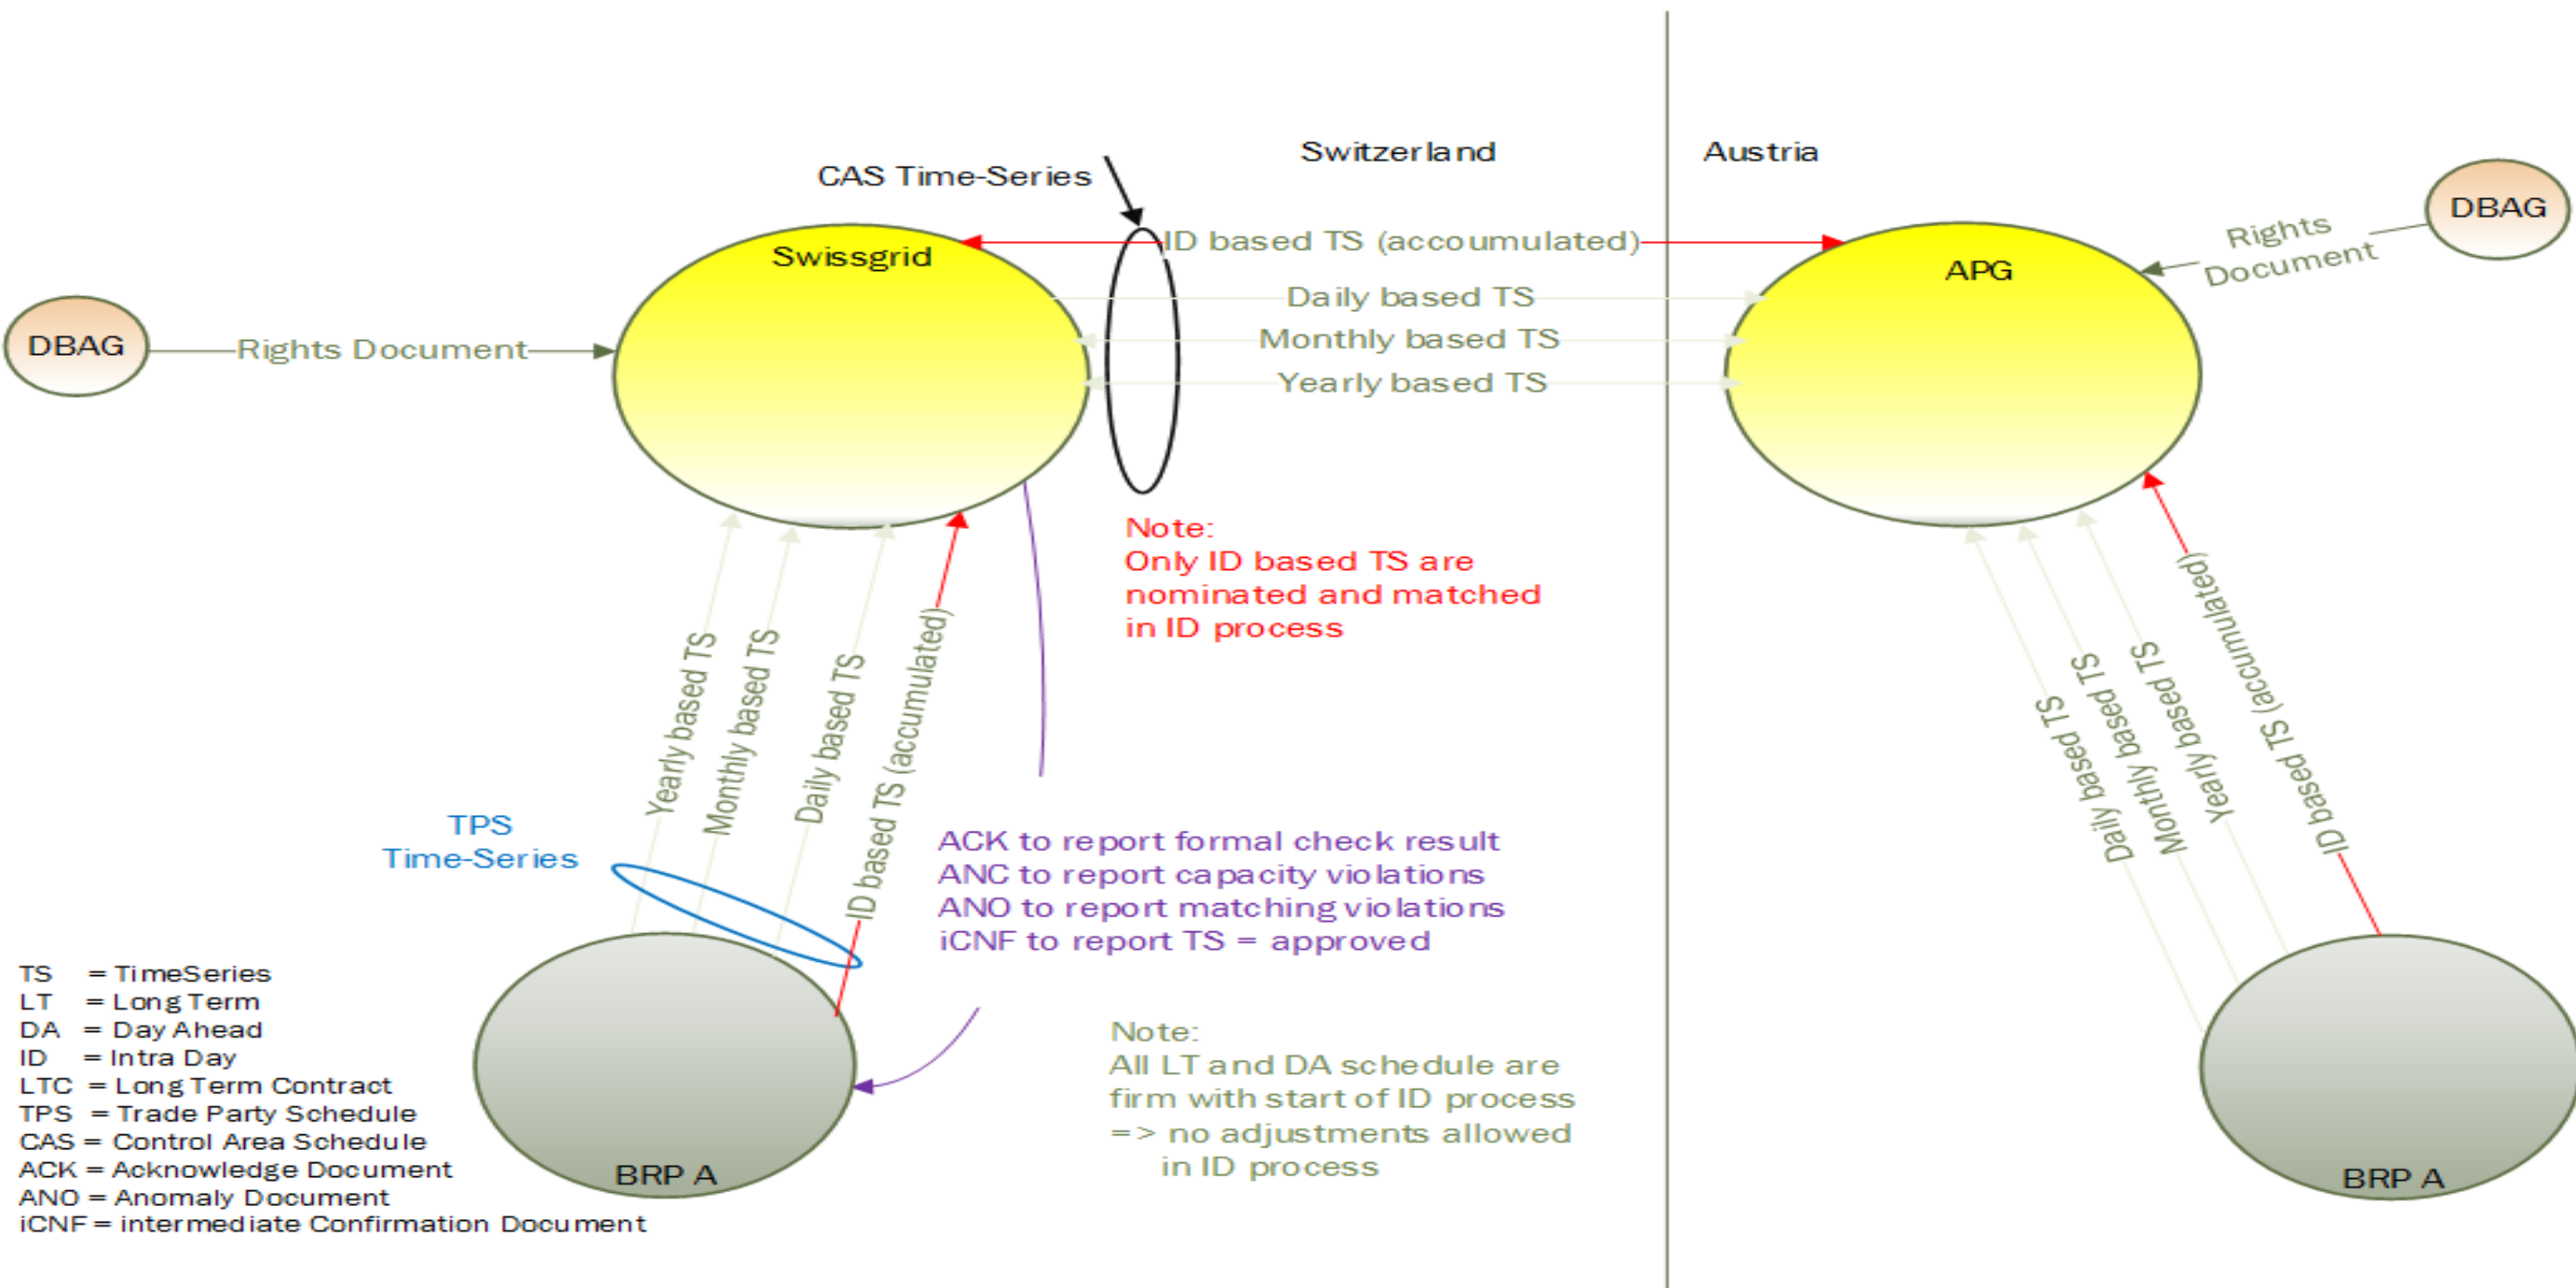 Switzerland
Austria
CAS Time-Series
DBAG
Rights
Document
ID based TS (accoumulated)
Swissgrid
APG
Daily based TS
Monthly based TS
Yearly based TS
DBAG
Rights Document
Note:
Only ID based TS are
nominated and matched
in ID process
Yearly based TS
Monthly based TS
Daily based TS
ID based TS (accumulated)
Daily based TS
Monthly based TS
Yearly based TS
ID based TS (accumulated)
TPS
Time-Series
ACK to report formal check result
ANC to report capacity violations
ANO to report matching violations
iCNF to report TS = approved
TS = TimeSeries
LT = Long Term
DA = Day Ahead
ID = Intra Day
LTC = Long Term Contract
TPS = Trade Party Schedule
CAS = Control Area Schedule
ACK = Acknowledge Document
ANO = Anomaly Document
iCNF = intermediate Confirmation Document
BRP A
Note:
All LT and DA schedule are
firm with start of ID process
=> no adjustments allowed
in ID process
BRP A